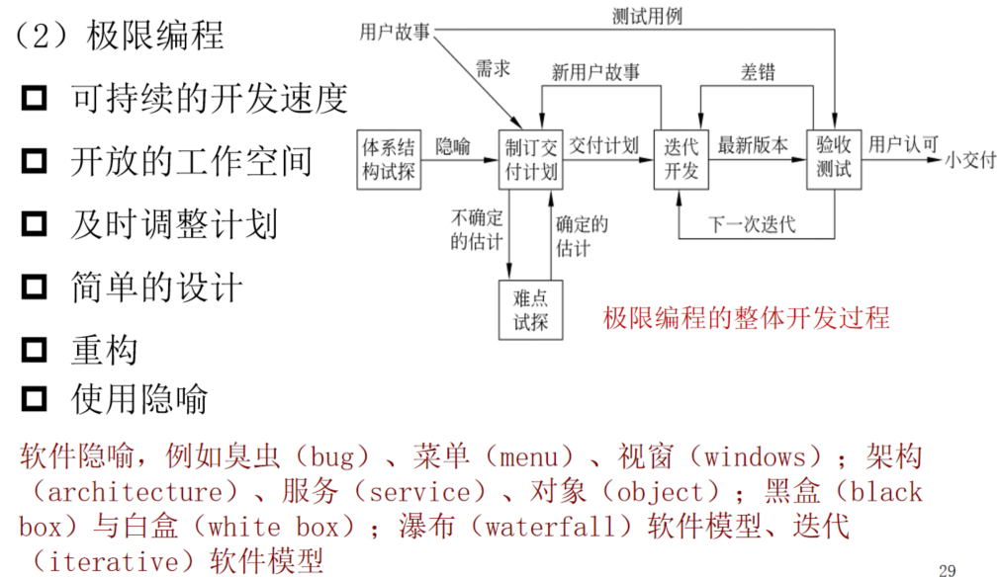 （2）极限编程
可持续的开发速度
开放的工作空间
及时调整计划
简单的设计
重构
使用隐喻
用户故事
测试用例
需求
新用户故事
差错
体系结
构试探
隐喻
制订交
付计划
交付计划
迭代
开发
最新版本
验收
测试
用户认可
小交付
不确定
的估计
确定的
估计
下一次迭代
难点
试探
极限编程的整体开发过程
软件隐喻，例如臭虫（bug）、菜单（menu）、视窗（windows）；架构
（architecture）、服务（service）、对象（object）；黑盒（black
box）与白盒（white box）；瀑布（waterfall）软件模型、迭代
（iterative）软件模型
29